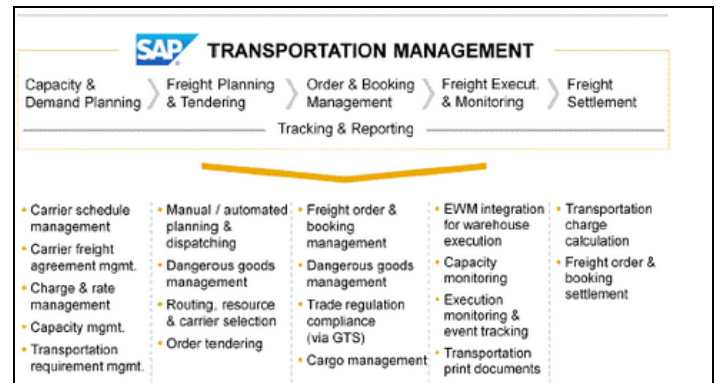 SAP TRANSPORTATION MANAGEMENT
Capacity &
Demand Planning
Freight Planning
& Tendering
Order & Booking
Management
Freight Execut.
& Monitoring
Freight
Settlement
Tracking & Reporting
• Carrier schedule
management
• Carrier freight
agreement mgmt.
• Charge & rate
management
• Capacity mgmt.
• Transportation
requirement mgmt.
• Manual / automated
planning &
dispatching
• Dangerous goods
management
• Routing, resource
& carrier selection
• Order tendering
• Freight order &
booking
management
• Dangerous goods
management
• Trade regulation
compliance
(via GTS)
• Cargo management
• EWM integration
for warehouse
execution
• Capacity
monitoring
• Execution
monitoring &
event tracking
• Transportation
print documents
• Transportation
charge
calculation
• Freight order &
booking
settlement